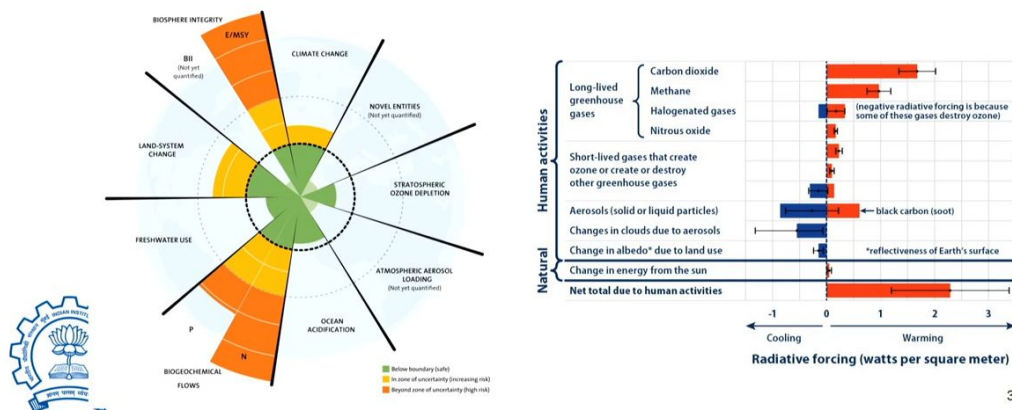 BIOSPHERE INTEGRITY
E/MSY
BII
(Not yet
quantified)
CLIMATE CHANGE
NOVEL ENTITIES
(Not yet quantified)
LAND-SYSTEM
CHANGE
STRATOSPHERIC
OZONE DEPLETION
FRESHWATER USE
ATMOSPHERIC AEROSOL
LOADING
(Not yet quantified)
OCEAN
ACIDIFICATION
P
N
BIOGEOCHEMICAL
FLOWS
Below boundary (safe)
In zone of uncertainty (increasing risk)
Beyond zone of uncertainty (high risk)
Human activities
Long-lived
greenhouse
gases
Carbon dioxide
Methane
Halogenated gases
(negative radiative forcing is because
some of these gases destroy ozone)
Nitrous oxide
Short-lived gases that create
ozone or create or destroy
other greenhouse gases
Aerosols (solid or liquid particles)
black carbon (soot)
Changes in clouds due to aerosols
Change in albedo* due to land use
*reflectiveness of Earth's surface
Natural
Change in energy from the sun
Net total due to human activities
-1 0 1 2 3
Cooling
Warming
Radiative forcing (watts per square meter)
3